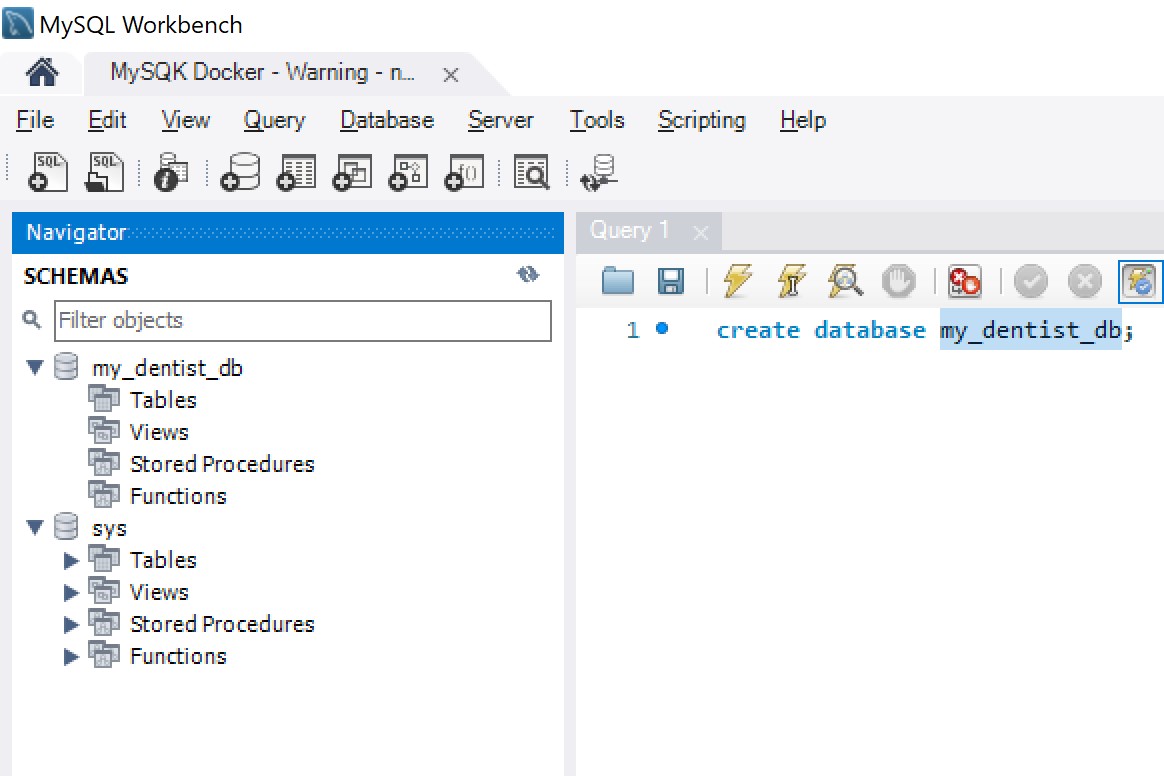 MySQL Workbench
MySQK Docker - Warning - n...
File Edit View Query Database Server Tools Scripting Help
SQL SQL f()
Navigator
Query 1
SCHEMAS
Filter objects
1 create database my_dentist_db;
my_dentist_db
Tables
Views
Stored Procedures
Functions
sys
Tables
Views
Stored Procedures
Functions